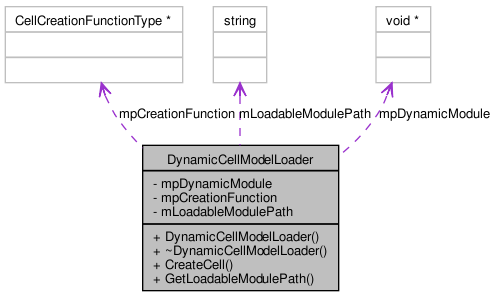 CellCreationFunctionType *
string
void *
mpCreationFunction
mLoadableModulePath
mpDynamicModule
DynamicCellModelLoader
- mpDynamicModule
- mpCreationFunction
- mLoadableModulePath
+ DynamicCellModelLoader()
+ ~DynamicCellModelLoader()
+ CreateCell()
+ GetLoadableModulePath()